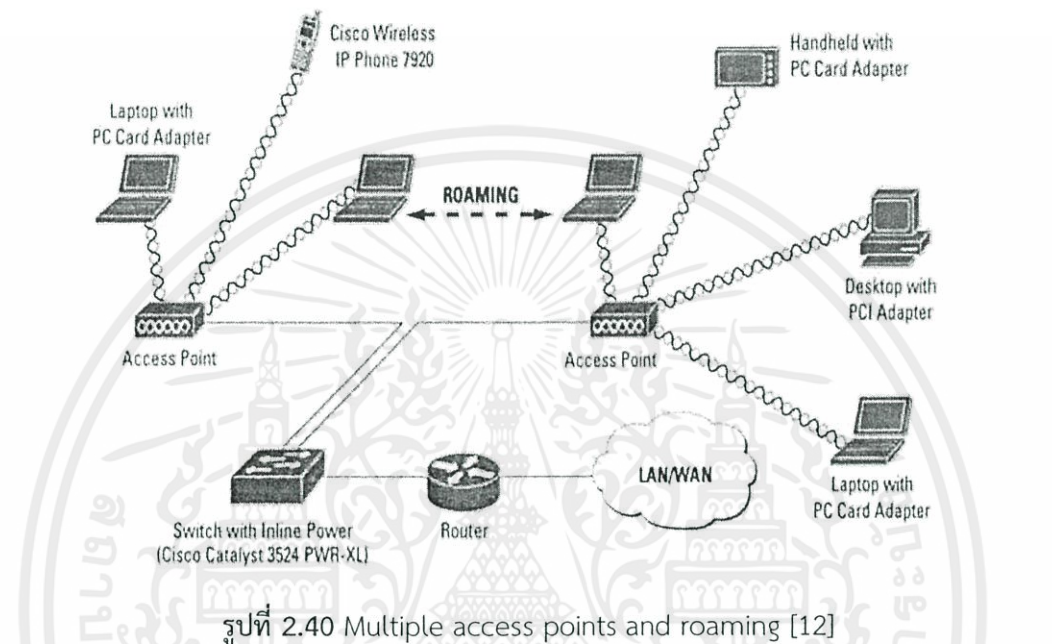 Cisco Wireless
IP Phone 7920
Handheld with
PC Card Adapter
Laptop with
PC Card Adapter
ROAMING
Desktop with
PCI Adapter
Access Point
Access Point
LAN/WAN
Laptop with
PC Card Adapter
Switch with Inline Power
(Cisco Catalyst 3524 PWR-XL)
Router
รูปที่ 2.40 Multiple access points and roaming [12]